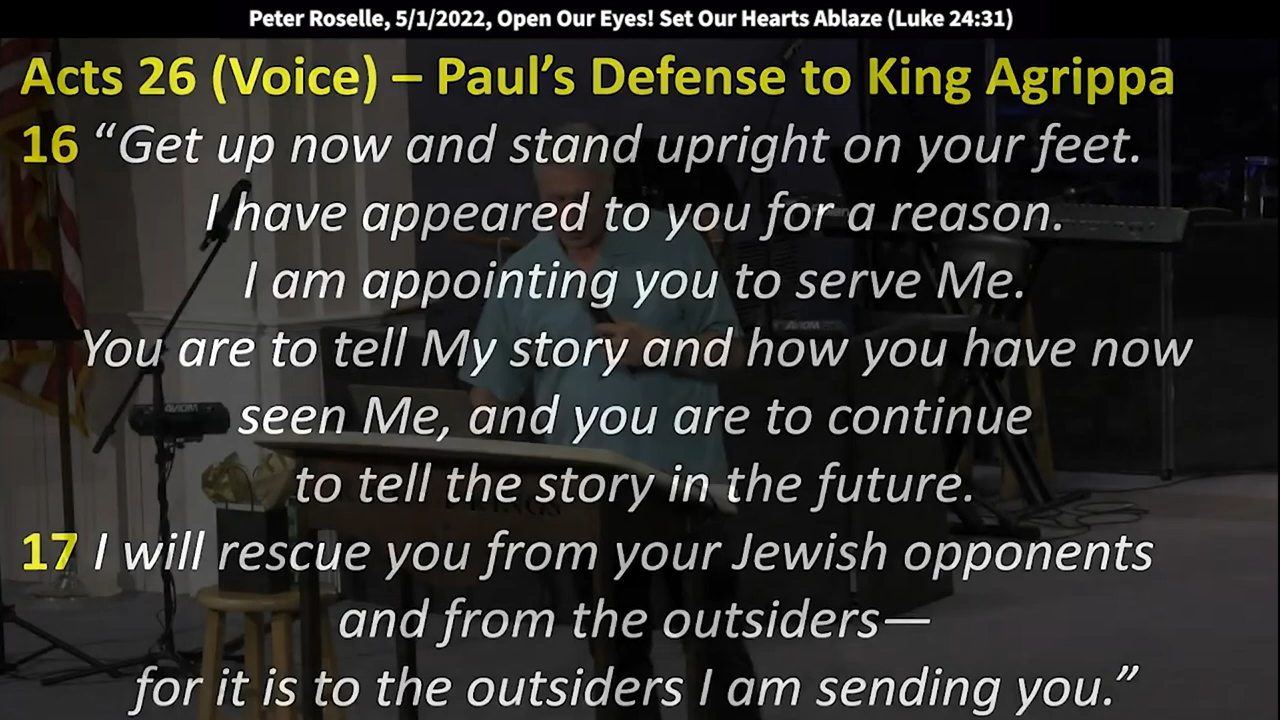 Peter Roselle, 5/1/2022, Open Our Eyes! Set Our Hearts Ablaze (Luke 24:31)
Acts 26 (Voice) – Paul's Defense to King Agrippa
16 “Get up now and stand upright on your feet.
I have appeared to you for a reason.
I am appointing you to serve Me.
You are to tell My story and how you have now
seen Me, and you are to continue
to tell the story in the future.
17 I will rescue you from your Jewish opponents
and from the outsiders—
for it is to the outsiders I am sending you.”
AVIOM
AVIOM